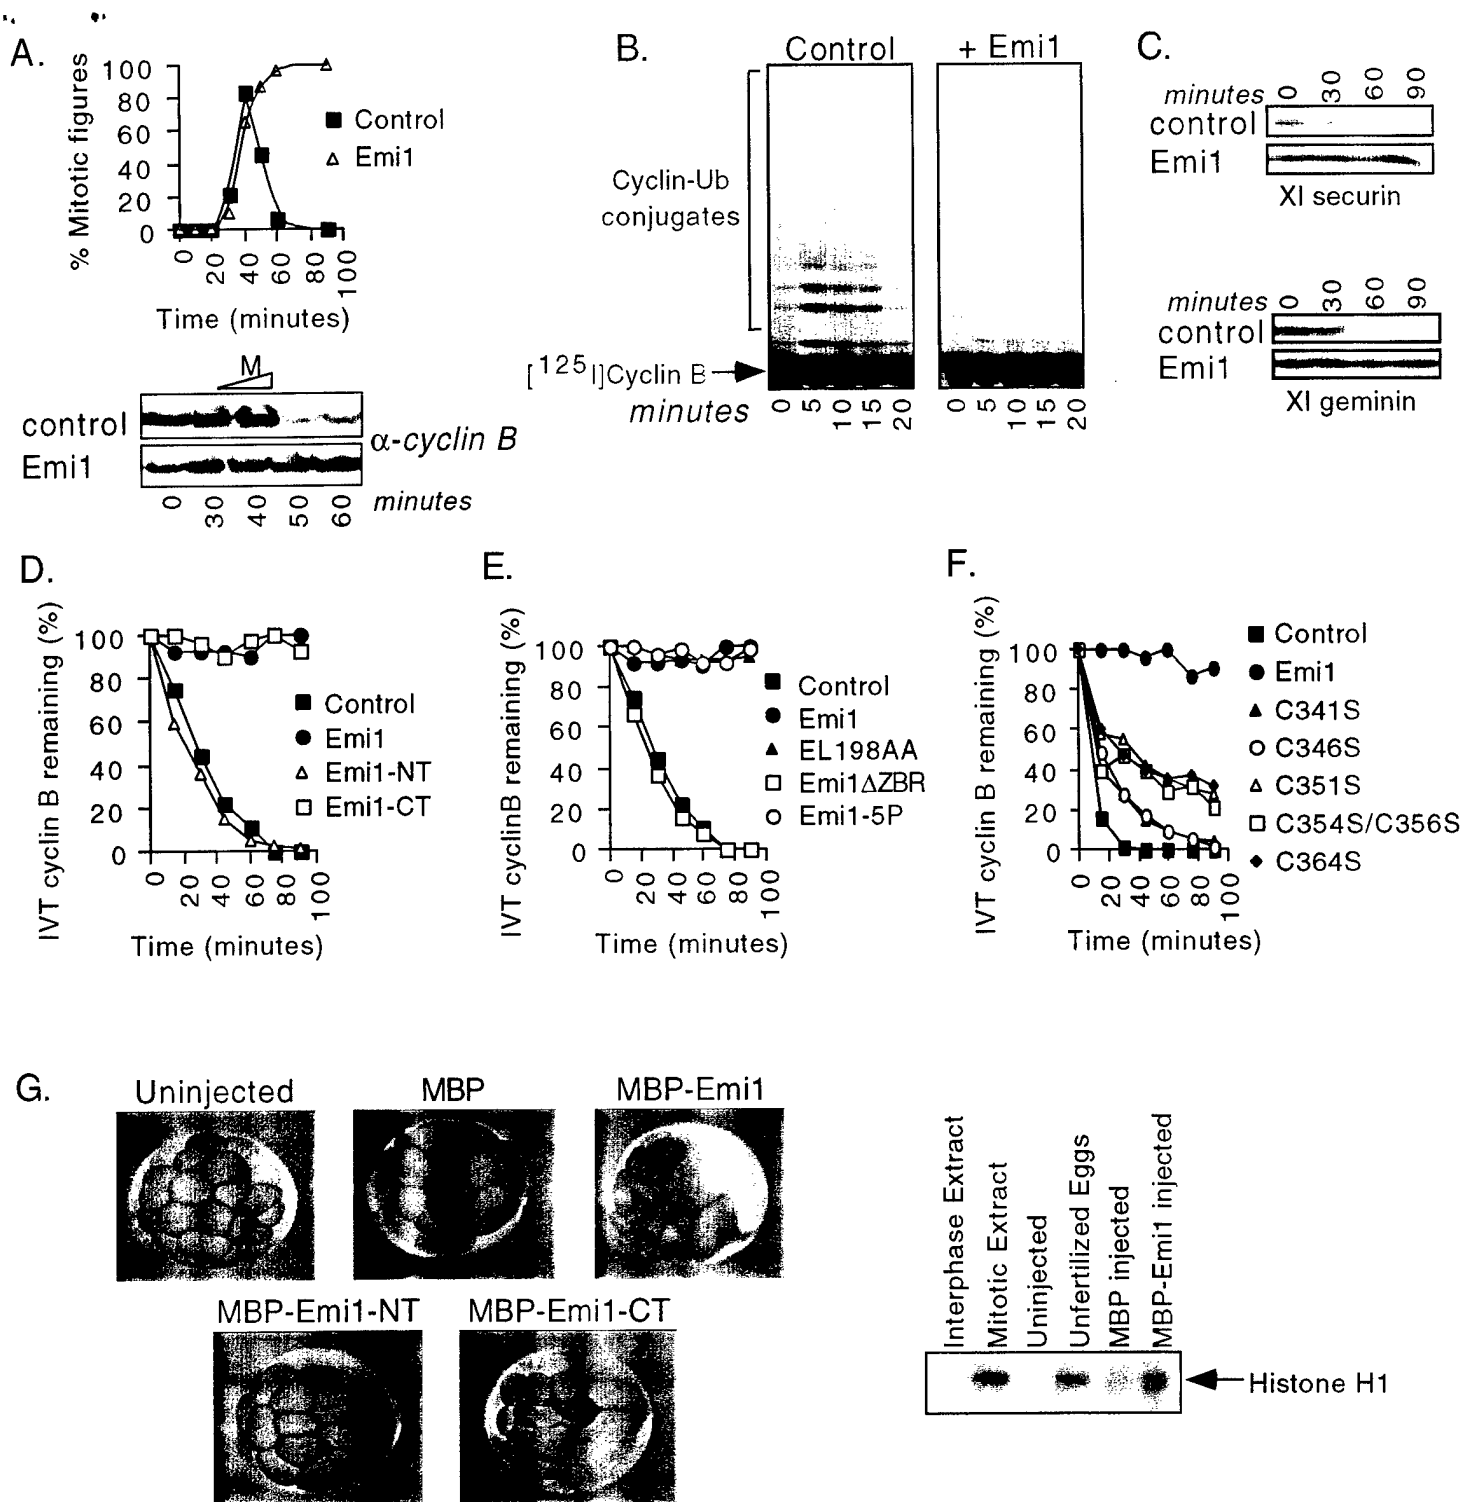 A.
% Mitotic figures
100
80
60
40
20
0
0 20 40 60 80 100
Time (minutes)
Control
Emi1
M
control
Emi1
α-cyclin B
0 30 40 50 60 minutes
B.
Control
+ Emi1
Cyclin-Ub
conjugates
[125I]Cyclin B
minutes 0 5 10 15 20
0 5 10 15 20
C.
minutes 0 30 60 90
control
Emi1
Xl securin
minutes 0 30 60 90
control
Emi1
Xl geminin
D.
IVT cyclin B remaining (%)
100
80
60
40
20
0
0 20 40 60 80 100
Time (minutes)
Control
Emi1
Emi1-NT
Emi1-CT
E.
IVT cyclinB remaining (%)
100
80
60
40
20
0
0 20 40 60 80 100
Time (minutes)
Control
Emi1
EL198AA
Emi1ΔZBR
Emi1-5P
F.
IVT cyclin B remaining (%)
100
80
60
40
20
0
0 20 40 60 80 100
Time (minutes)
Control
Emi1
C341S
C346S
C351S
C354S/C356S
C364S
G.
Uninjected
MBP
MBP-Emi1
MBP-Emi1-NT
MBP-Emi1-CT
Interphase Extract
Mitotic Extract
Uninjected
Unfertilized Eggs
MBP injected
MBP-Emi1 injected
Histone H1